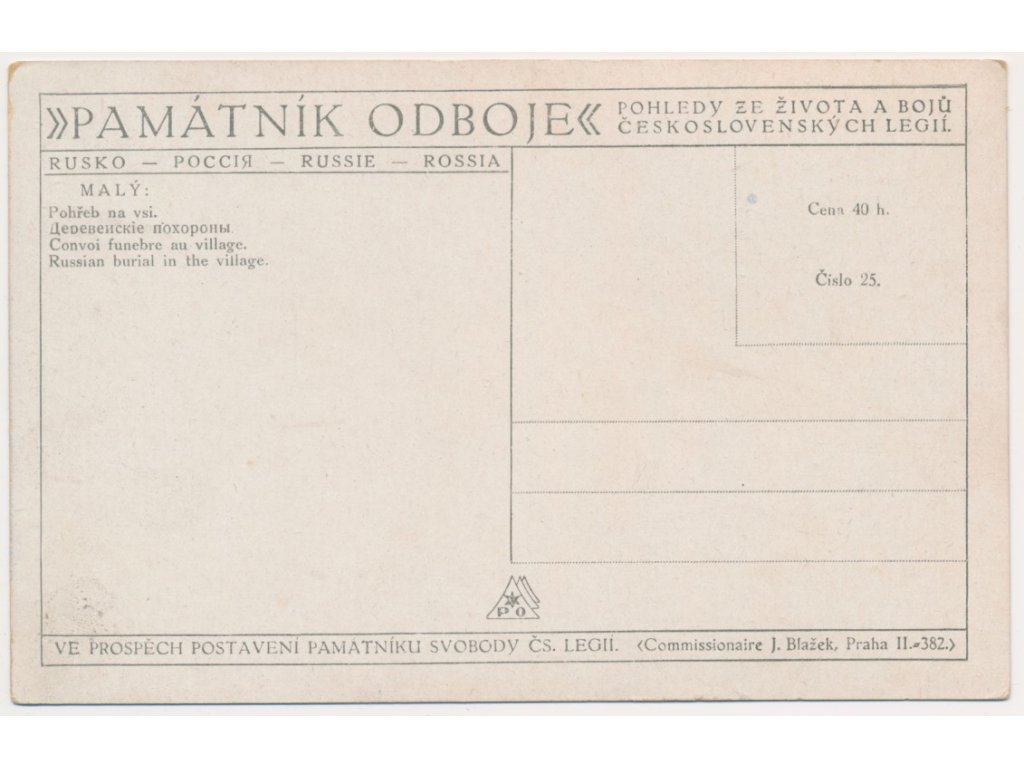 »PAMÁTNÍK ODBOJE«
POHLEDY ZE ŽIVOTA A BOJŮ
ČESKOSLOVENSKÝCH LEGIÍ.
RUSKO — РОССІЯ — RUSSIE — ROSSIA
MALÝ:
Pohřeb na vsi.
Деревенскіе похороны.
Convoi funebre au village.
Russian burial in the village.
Cena 40 h.
Číslo 25.
PO
VE PROSPĚCH POSTAVENÍ PAMÁTNÍKU SVOBODY ČS. LEGIÍ. (Commissionaire J. Blažek, Praha II.-382.)